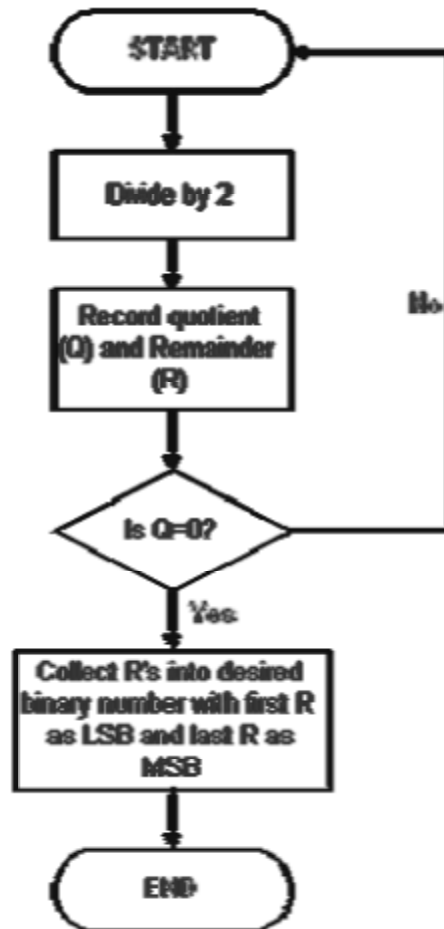 START
Divide by 2
Record quotient
(Q) and Remainder
(R)
No
Is Q=0?
Yes
Collect R's into desired
binary number with first R
as LSB and last R as
MSB
END